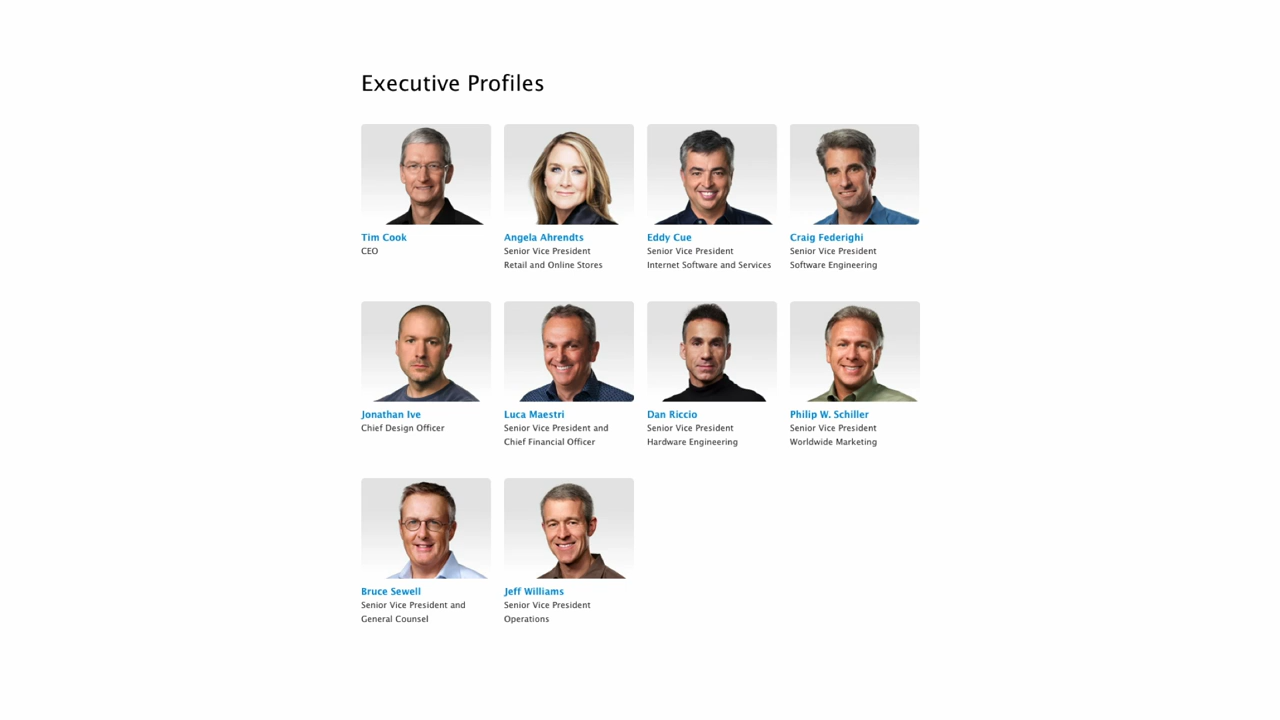 Executive Profiles
Tim Cook
CEO
Angela Ahrendts
Senior Vice President
Retail and Online Stores
Eddy Cue
Senior Vice President
Internet Software and Services
Craig Federighi
Senior Vice President
Software Engineering
Jonathan Ive
Chief Design Officer
Luca Maestri
Senior Vice President and
Chief Financial Officer
Dan Riccio
Senior Vice President
Hardware Engineering
Philip W. Schiller
Senior Vice President
Worldwide Marketing
Bruce Sewell
Senior Vice President and
General Counsel
Jeff Williams
Senior Vice President
Operations